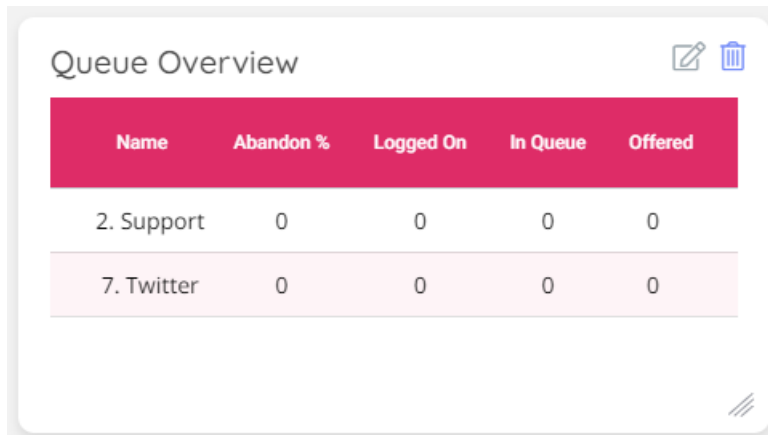 Queue Overview
Name Abandon % Logged On In Queue Offered
2. Support 0 0 0 0
7. Twitter 0 0 0 0